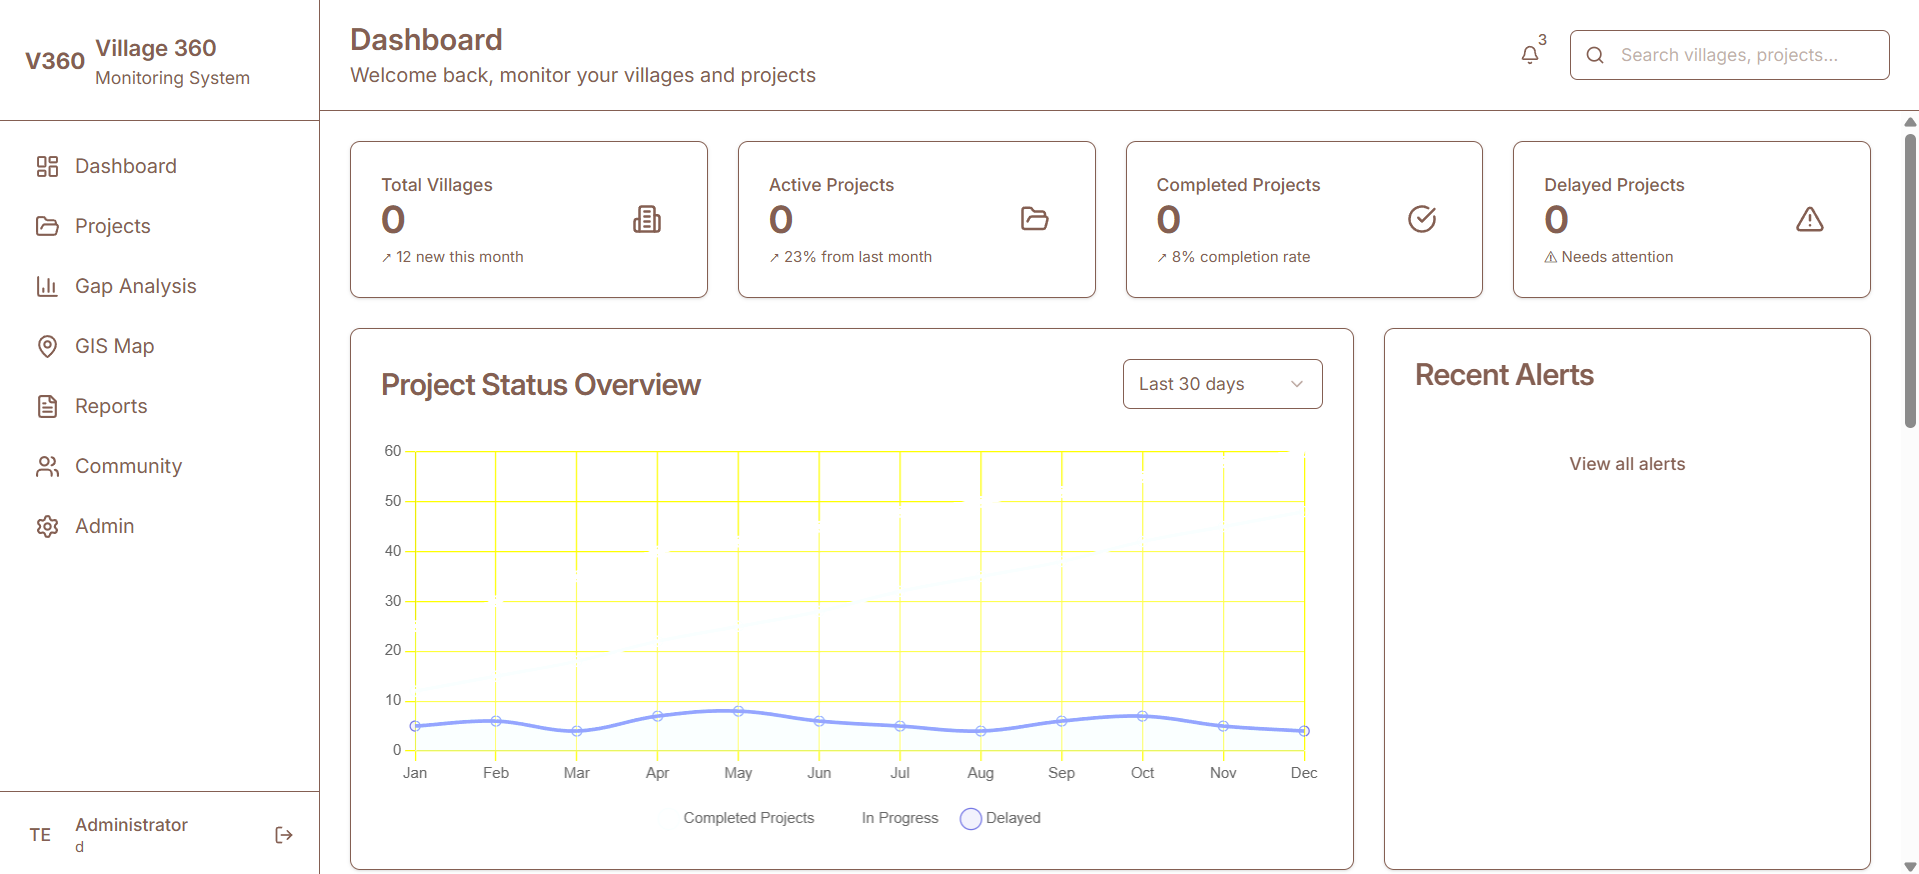 V360
Village 360
Monitoring System
Dashboard
Projects
Gap Analysis
GIS Map
Reports
Community
Admin
TE
Administrator
d
Dashboard
Welcome back, monitor your villages and projects
3
Search villages, projects...
Total Villages
0
↗ 12 new this month
Active Projects
0
↗ 23% from last month
Completed Projects
0
↗ 8% completion rate
Delayed Projects
0
⚠ Needs attention
Project Status Overview
Last 30 days
60
50
40
30
20
10
0
Jan Feb Mar Apr May Jun Jul Aug Sep Oct Nov Dec
Completed Projects In Progress Delayed
Recent Alerts
View all alerts